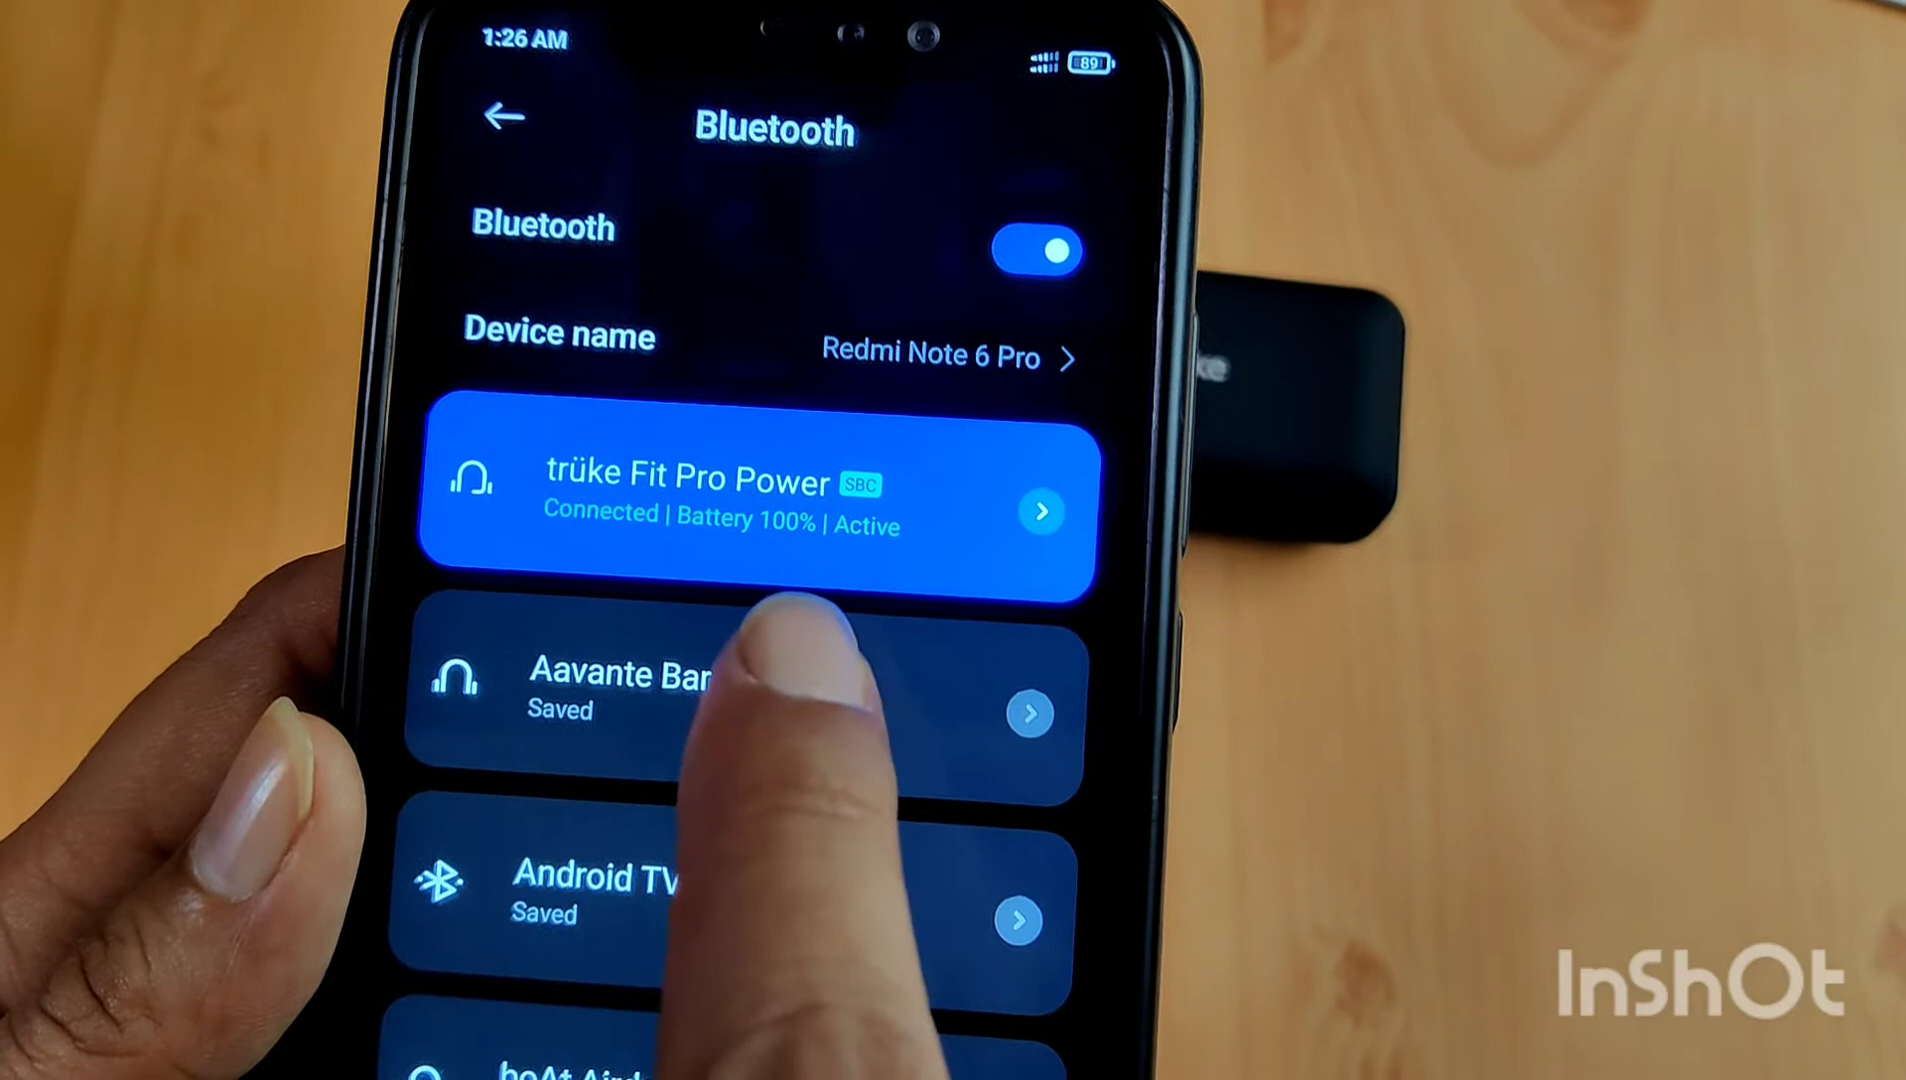 1:26 AM
89
Bluetooth
Bluetooth
Device name
Redmi Note 6 Pro
trüke Fit Pro Power SBC
Connected | Battery 100% | Active
Aavante Bar
Saved
Android TV
Saved
boAt
InShOt